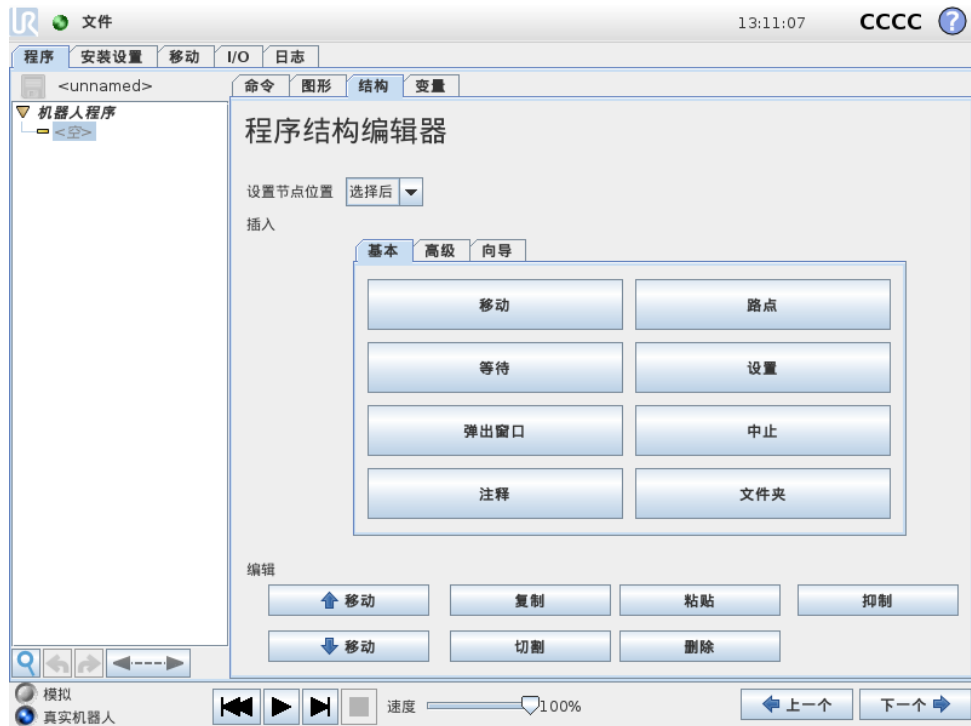 UR 文件 13:11:07 CCCC ?
程序 安装设置 移动 I/O 日志
<unnamed> 命令 图形 结构 变量
机器人程序
<空>
程序结构编辑器
设置节点位置 选择后
插入
基本 高级 向导
移动 路点
等待 设置
弹出窗口 中止
注释 文件夹
编辑
移动 复制 粘贴 抑制
移动 切割 删除
模拟
真实机器人
速度 100% 上一个 下一个